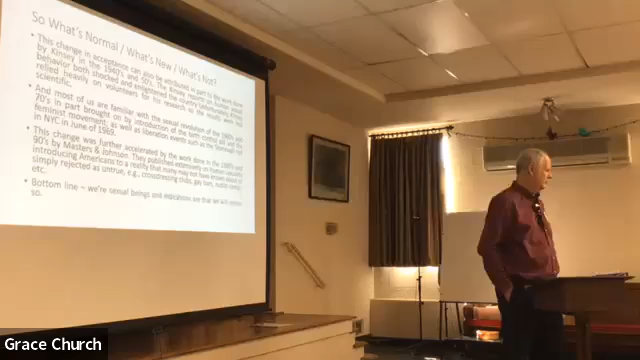 So What's Normal / What's New / What's Not?
• This change in acceptance can also be attributed in part to the work done
by Kinsey in the 1940's and 50's. The Kinsey reports on human sexual
behavior both shocked and enlightened the country. Unfortunately, Kinsey
relied heavily on volunteers for his research so the results were not
scientific.
• And most of us are familiar with the sexual revolution of the 1960's and
70's in part brought on by introduction of the birth control pill and the
feminist movement, as well as liberation events such as the Stonewall riot
in NYC in June of 1969.
• This change was further accelerated by the work done in the 1980's and
90's by Masters & Johnson. They published extensively on human sexuality
introducing Americans to a reality that many may not have known about or
simply rejected as untrue, e.g., crossdressing clubs, gay bars,
etc.
• Bottom line – we're sexual beings and indications are that we will remain
so.
Grace Church